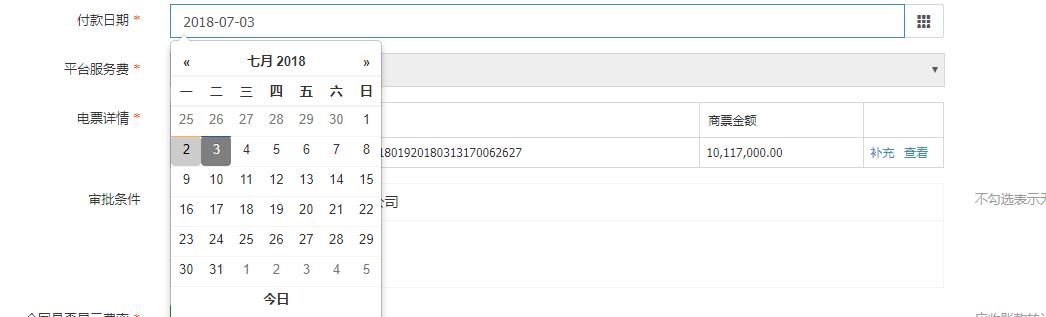 付款日期 *
2018-07-03
« 七月 2018 »
一 二 三 四 五 六 日
25 26 27 28 29 30 1
2 3 4 5 6 7 8
9 10 11 12 13 14 15
16 17 18 19 20 21 22
23 24 25 26 27 28 29
30 31 1 2 3 4 5
今日
平台服务费 *
电票详情 *
商票金额
1801920180313170062627
10,117,000.00
补充 查看
审批条件
公司
不勾选表示